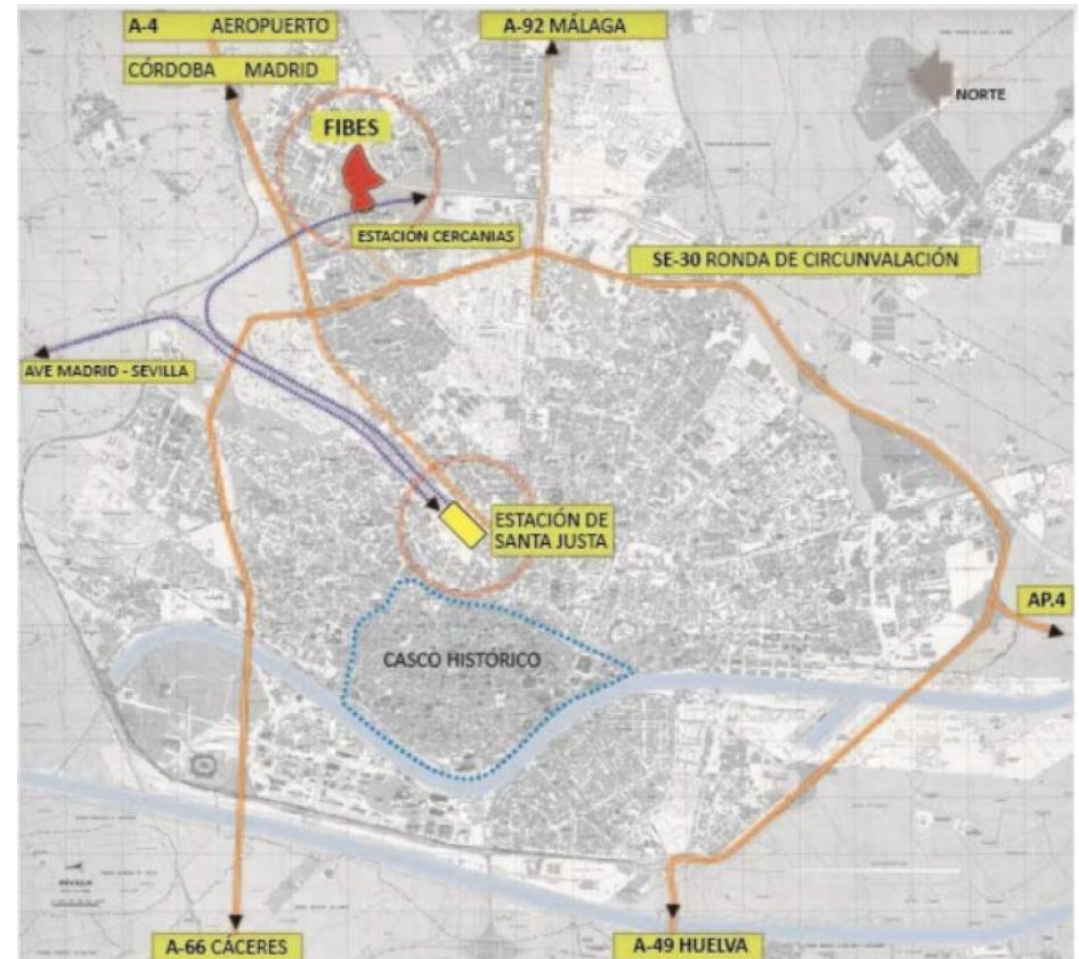 A-4 AEROPUERTO
A-92 MÁLAGA
CÓRDOBA MADRID
NORTE
FIBES
ESTACIÓN CERCANIAS
SE-30 RONDA DE CIRCUNVALACIÓN
AVE MADRID - SEVILLA
ESTACIÓN DE
SANTA JUSTA
AP.4
CASCO HISTÓRICO
SEVILLA
A-66 CÁCERES
A-49 HUELVA